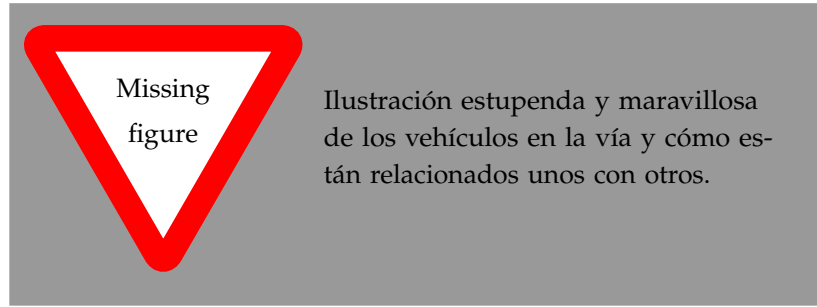 Missing
figure
Ilustración estupenda y maravillosa
de los vehículos en la vía y cómo es-
tán relacionados unos con otros.